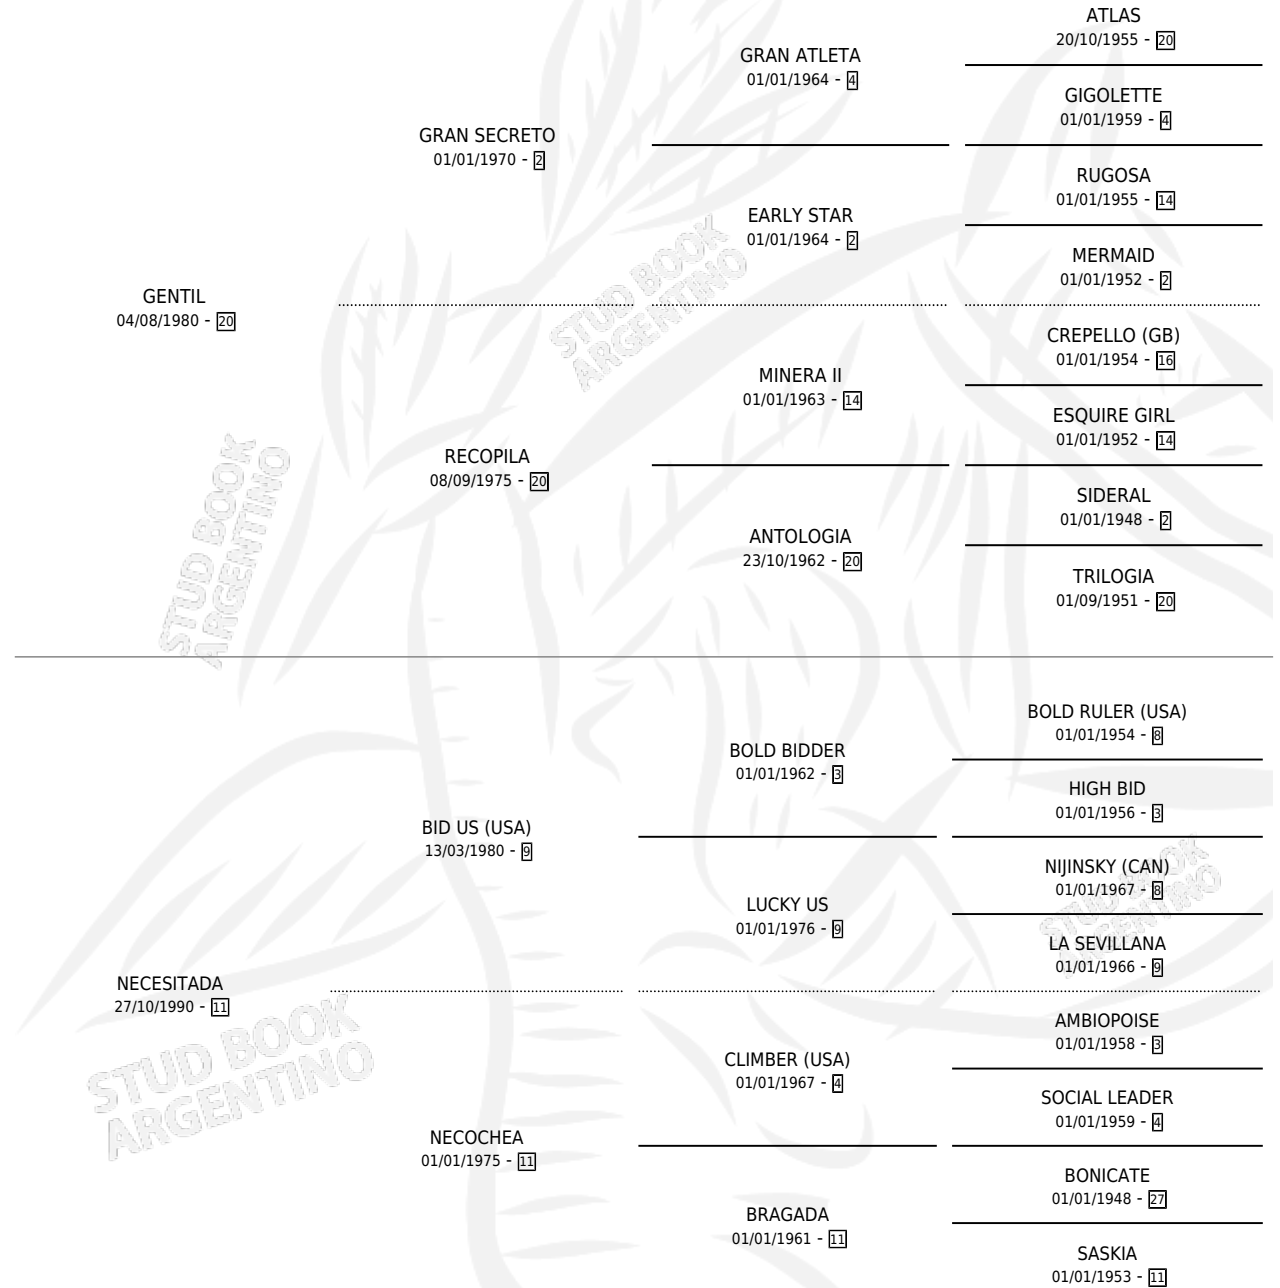 ATLAS
20/10/1955 - 20
GRAN ATLETA
01/01/1964 - 4
GIGOLETTE
01/01/1959 - 4
GRAN SECRETO
01/01/1970 - 2
RUGOSA
01/01/1955 - 14
EARLY STAR
01/01/1964 - 2
MERMAID
01/01/1952 - 2
GENTIL
04/08/1980 - 20
CREPELLO (GB)
01/01/1954 - 16
MINERA II
01/01/1963 - 14
ESQUIRE GIRL
01/01/1952 - 14
RECOPILA
08/09/1975 - 20
SIDERAL
01/01/1948 - 2
ANTOLOGIA
23/10/1962 - 20
TRILOGIA
01/09/1951 - 20
STUD BOOK
ARGENTINO
STUD BOOK
ARGENTINO
BOLD RULER (USA)
01/01/1954 - 8
BOLD BIDDER
01/01/1962 - 3
HIGH BID
01/01/1956 - 3
BID US (USA)
13/03/1980 - 9
NIJINSKY (CAN)
01/01/1967 - 8
LUCKY US
01/01/1976 - 9
LA SEVILLANA
01/01/1966 - 9
NECESITADA
27/10/1990 - 11
AMBIOPOISE
01/01/1958 - 3
CLIMBER (USA)
01/01/1967 - 4
SOCIAL LEADER
01/01/1959 - 4
NECOCHEA
01/01/1975 - 11
BONICATE
01/01/1948 - 27
BRAGADA
01/01/1961 - 11
SASKIA
01/01/1953 - 11
STUD BOOK
ARGENTINO
STUD BOOK
ARGENTINO